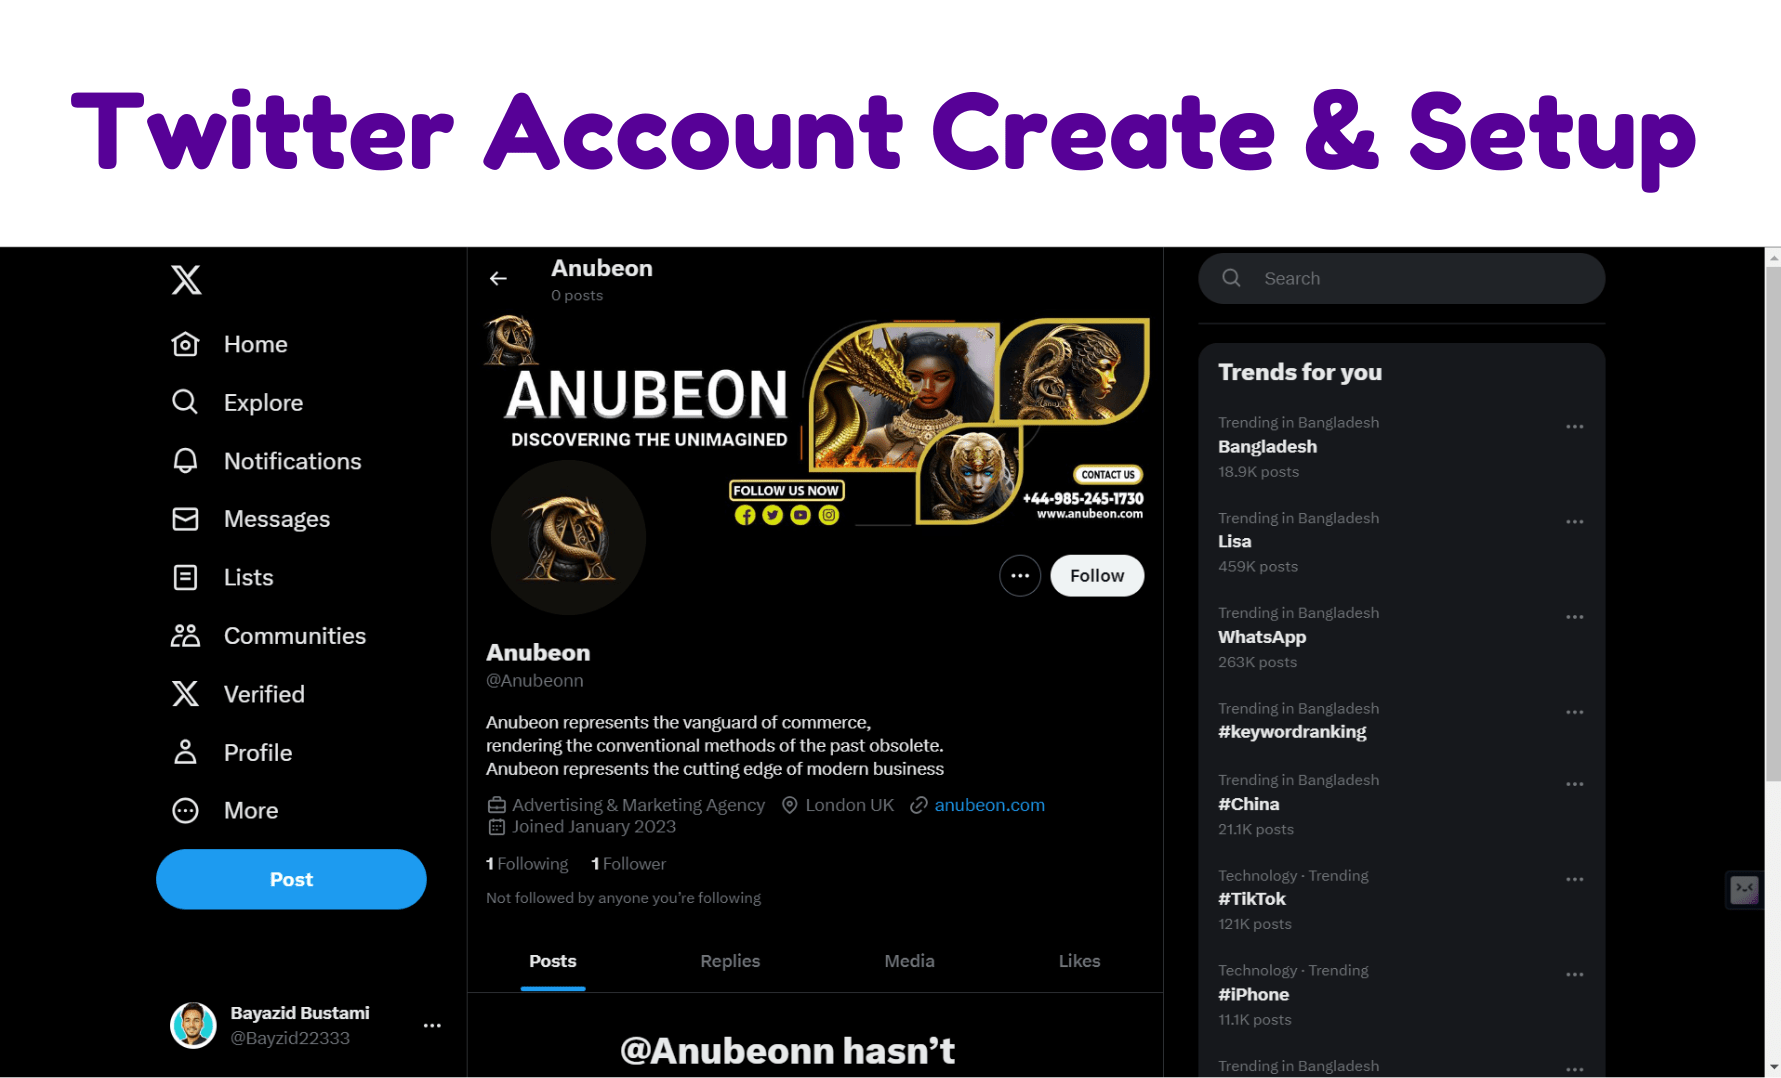 Twitter Account Create & Setup
Home
Explore
Notifications
Messages
Lists
Communities
Verified
Profile
More
Post
Bayazid Bustami
@Bayzid22333
Anubeon
0 posts
ANUBEON
DISCOVERING THE UNIMAGINED
FOLLOW US NOW
CONTACT US
+44-985-245-1730
www.anubeon.com
Follow
Anubeon
@Anubeonn
Anubeon represents the vanguard of commerce,
rendering the conventional methods of the past obsolete.
Anubeon represents the cutting edge of modern business
Advertising & Marketing Agency London UK anubeon.com
Joined January 2023
1 Following 1 Follower
Not followed by anyone you’re following
Posts Replies Media Likes
@Anubeonn hasn’t
Search
Trends for you
Trending in Bangladesh
Bangladesh
18.9K posts
Trending in Bangladesh
Lisa
459K posts
Trending in Bangladesh
WhatsApp
263K posts
Trending in Bangladesh
#keywordranking
Trending in Bangladesh
#China
21.1K posts
Technology · Trending
#TikTok
121K posts
Technology · Trending
#iPhone
11.1K posts
Trending in Bangladesh